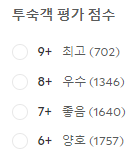 투숙객 평가 점수
9+ 최고 (702)
8+ 우수 (1346)
7+ 좋음 (1640)
6+ 양호 (1757)